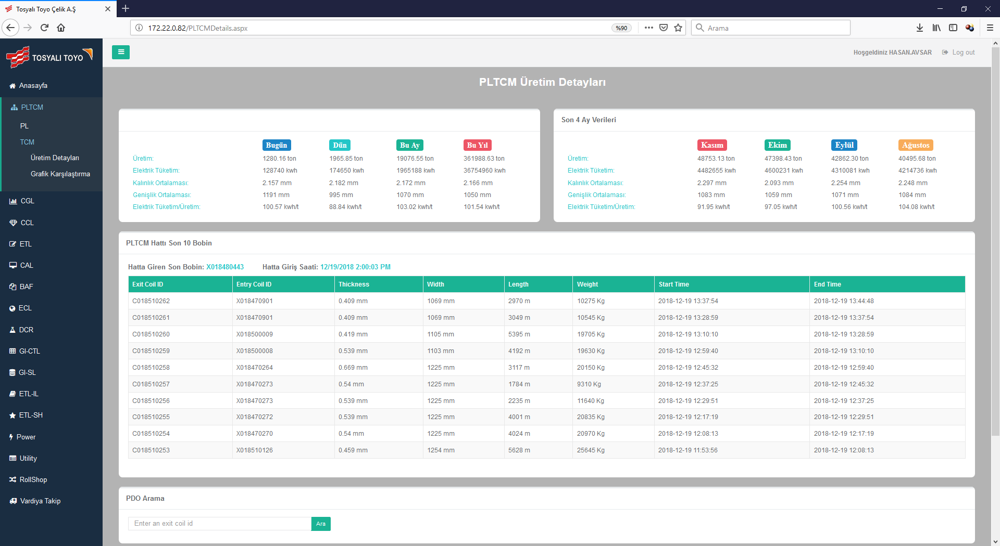 Tosyalı Toyo Çelik A.Ş
172.22.0.82/PLTCMDetails.aspx
%90
Arama
TOSYALI TOYO
Hoşgeldiniz HASAN.AVSAR Log out
Anasayfa
PLTCM
PL
TCM
Üretim Detayları
Grafik Karşılaştırma
CGL
CCL
ETL
CAL
BAF
ECL
DCR
GI-CTL
GI-SL
ETL-IL
ETL-SH
Power
Utility
RollShop
Vardiya Takip
PLTCM Üretim Detayları
Bugün Dün Bu Ay Bu Yıl
Üretim: 1280.16 ton 1965.85 ton 19076.55 ton 361988.63 ton
Elektrik Tüketim: 128740 kwh 174650 kwh 1965188 kwh 36754960 kwh
Kalınlık Ortalaması: 2.157 mm 2.182 mm 2.172 mm 2.166 mm
Genişlik Ortalaması: 1191 mm 995 mm 1070 mm 1050 mm
Elektrik Tüketim/Üretim: 100.57 kwh/t 88.84 kwh/t 103.02 kwh/t 101.54 kwh/t
Son 4 Ay Verileri
Kasım Ekim Eylül Ağustos
Üretim: 48753.13 ton 47398.43 ton 42862.30 ton 40495.68 ton
Elektrik Tüketim: 4482655 kwh 4600231 kwh 4310081 kwh 4214736 kwh
Kalınlık Ortalaması: 2.297 mm 2.093 mm 2.254 mm 2.248 mm
Genişlik Ortalaması: 1083 mm 1059 mm 1071 mm 1084 mm
Elektrik Tüketim/Üretim: 91.95 kwh/t 97.05 kwh/t 100.56 kwh/t 104.08 kwh/t
PLTCM Hattı Son 10 Bobin
Hatta Giren Son Bobin: X018480443 Hatta Giriş Saati: 12/19/2018 2:00:03 PM
Exit Coil ID Entry Coil ID Thickness Width Length Weight Start Time End Time
C018510262 X018470901 0.409 mm 1069 mm 2970 m 10275 Kg 2018-12-19 13:37:54 2018-12-19 13:44:48
C018510261 X018470901 0.409 mm 1069 mm 3049 m 10545 Kg 2018-12-19 13:28:59 2018-12-19 13:37:54
C018510260 X018500009 0.419 mm 1105 mm 5395 m 19705 Kg 2018-12-19 13:10:10 2018-12-19 13:28:59
C018510259 X018500008 0.539 mm 1103 mm 4192 m 19630 Kg 2018-12-19 12:59:40 2018-12-19 13:10:10
C018510258 X018470264 0.669 mm 1225 mm 3117 m 20150 Kg 2018-12-19 12:45:32 2018-12-19 12:59:40
C018510257 X018470273 0.54 mm 1225 mm 1784 m 9310 Kg 2018-12-19 12:37:25 2018-12-19 12:45:32
C018510256 X018470273 0.539 mm 1225 mm 2235 m 11640 Kg 2018-12-19 12:29:51 2018-12-19 12:37:25
C018510255 X018470272 0.539 mm 1225 mm 4001 m 20835 Kg 2018-12-19 12:17:19 2018-12-19 12:29:51
C018510254 X018470270 0.54 mm 1225 mm 4024 m 20970 Kg 2018-12-19 12:08:13 2018-12-19 12:17:19
C018510253 X018510126 0.459 mm 1254 mm 5628 m 25645 Kg 2018-12-19 11:53:56 2018-12-19 12:08:13
PDO Arama
Enter an exit coil id Ara